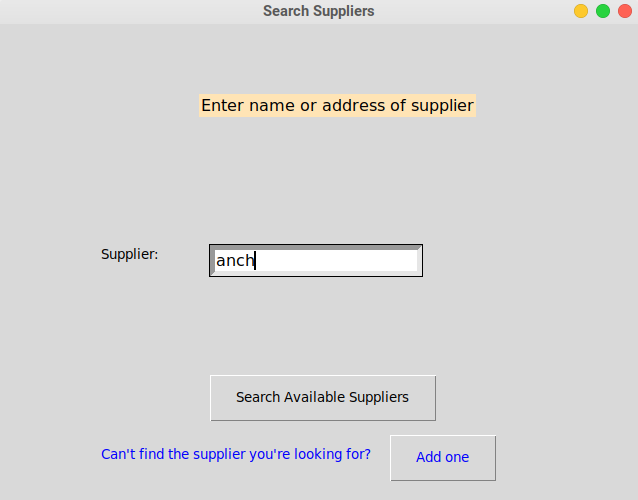 Search Suppliers
Enter name or address of supplier
Supplier:
anch
Search Available Suppliers
Can't find the supplier you're looking for?
Add one